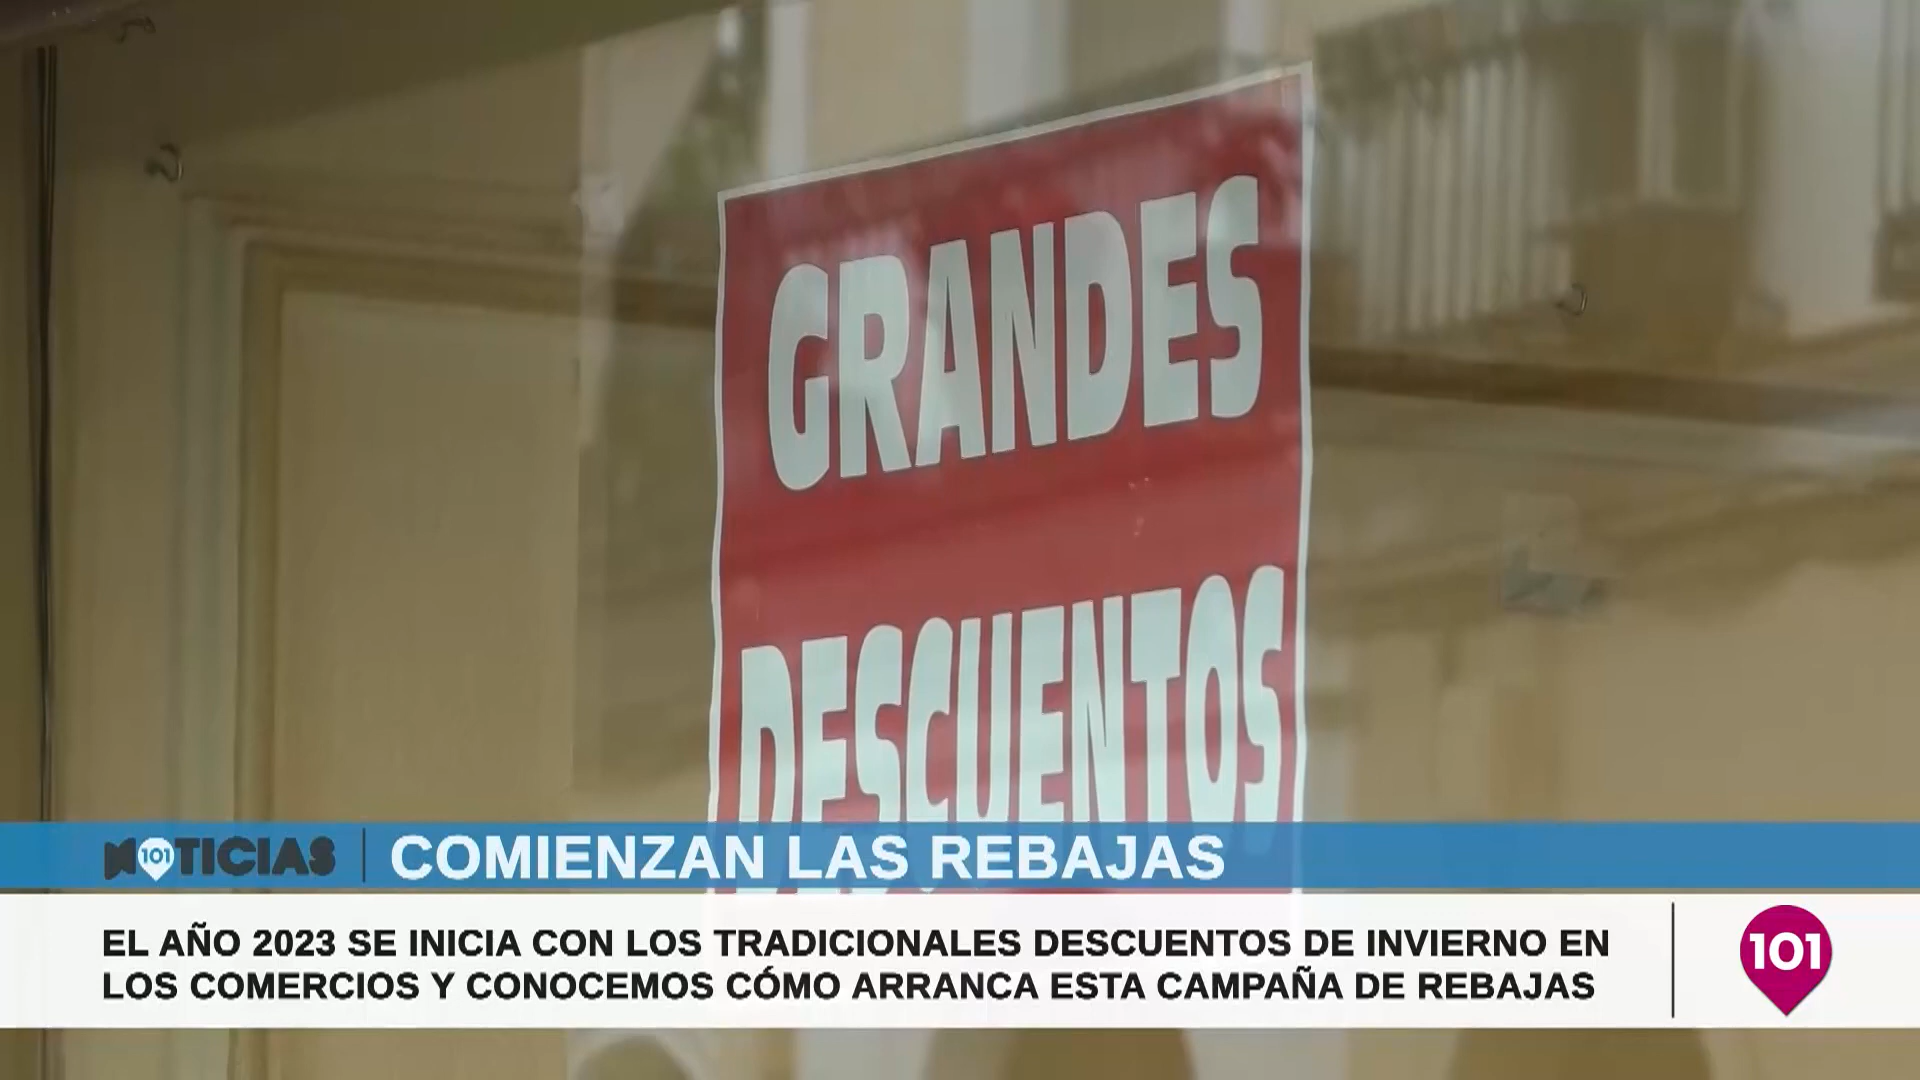 GRANDES
DESCUENTOS
NOTICIAS 101
COMIENZAN LAS REBAJAS
EL AÑO 2023 SE INICIA CON LOS TRADICIONALES DESCUENTOS DE INVIERNO EN
LOS COMERCIOS Y CONOCEMOS CÓMO ARRANCA ESTA CAMPAÑA DE REBAJAS
101